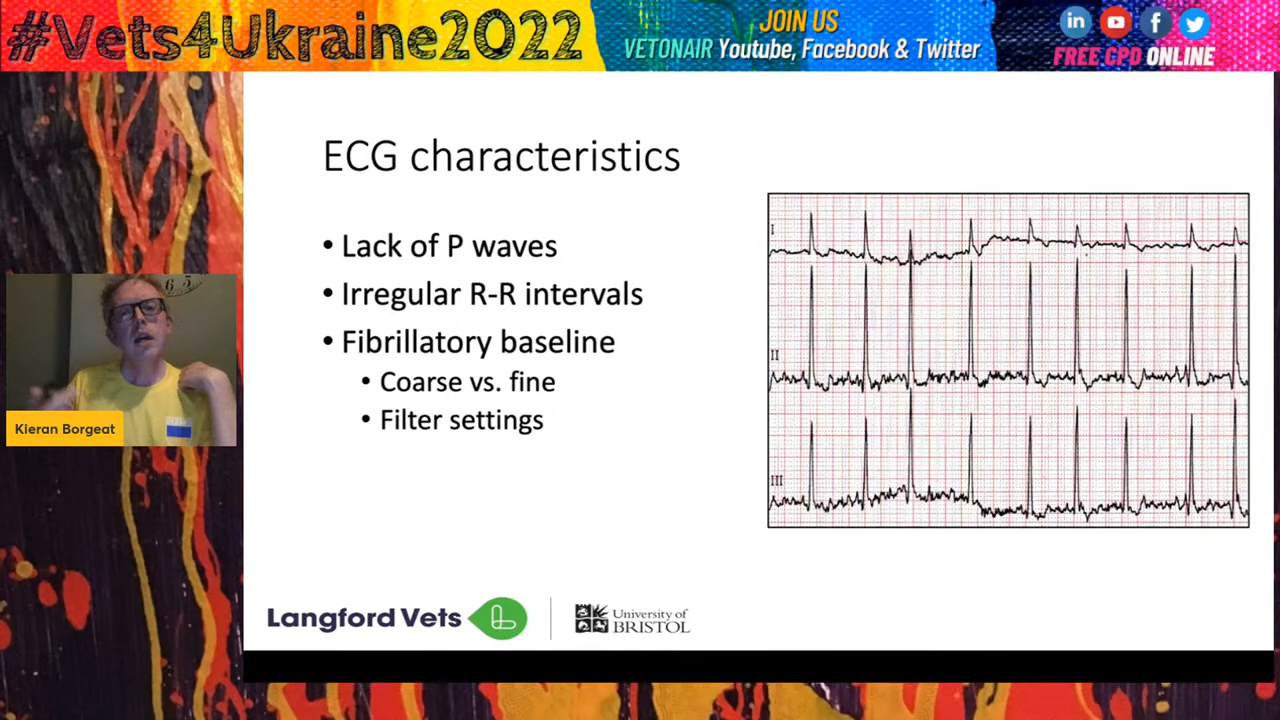 #Vets4Ukraine2022
JOIN US
VETONAIR Youtube, Facebook & Twitter
FREE CPD ONLINE
ECG characteristics
• Lack of P waves
• Irregular R-R intervals
• Fibrillatory baseline
• Coarse vs. fine
• Filter settings
I
II
III
Kieran Borgeat
Langford Vets
University of
BRISTOL